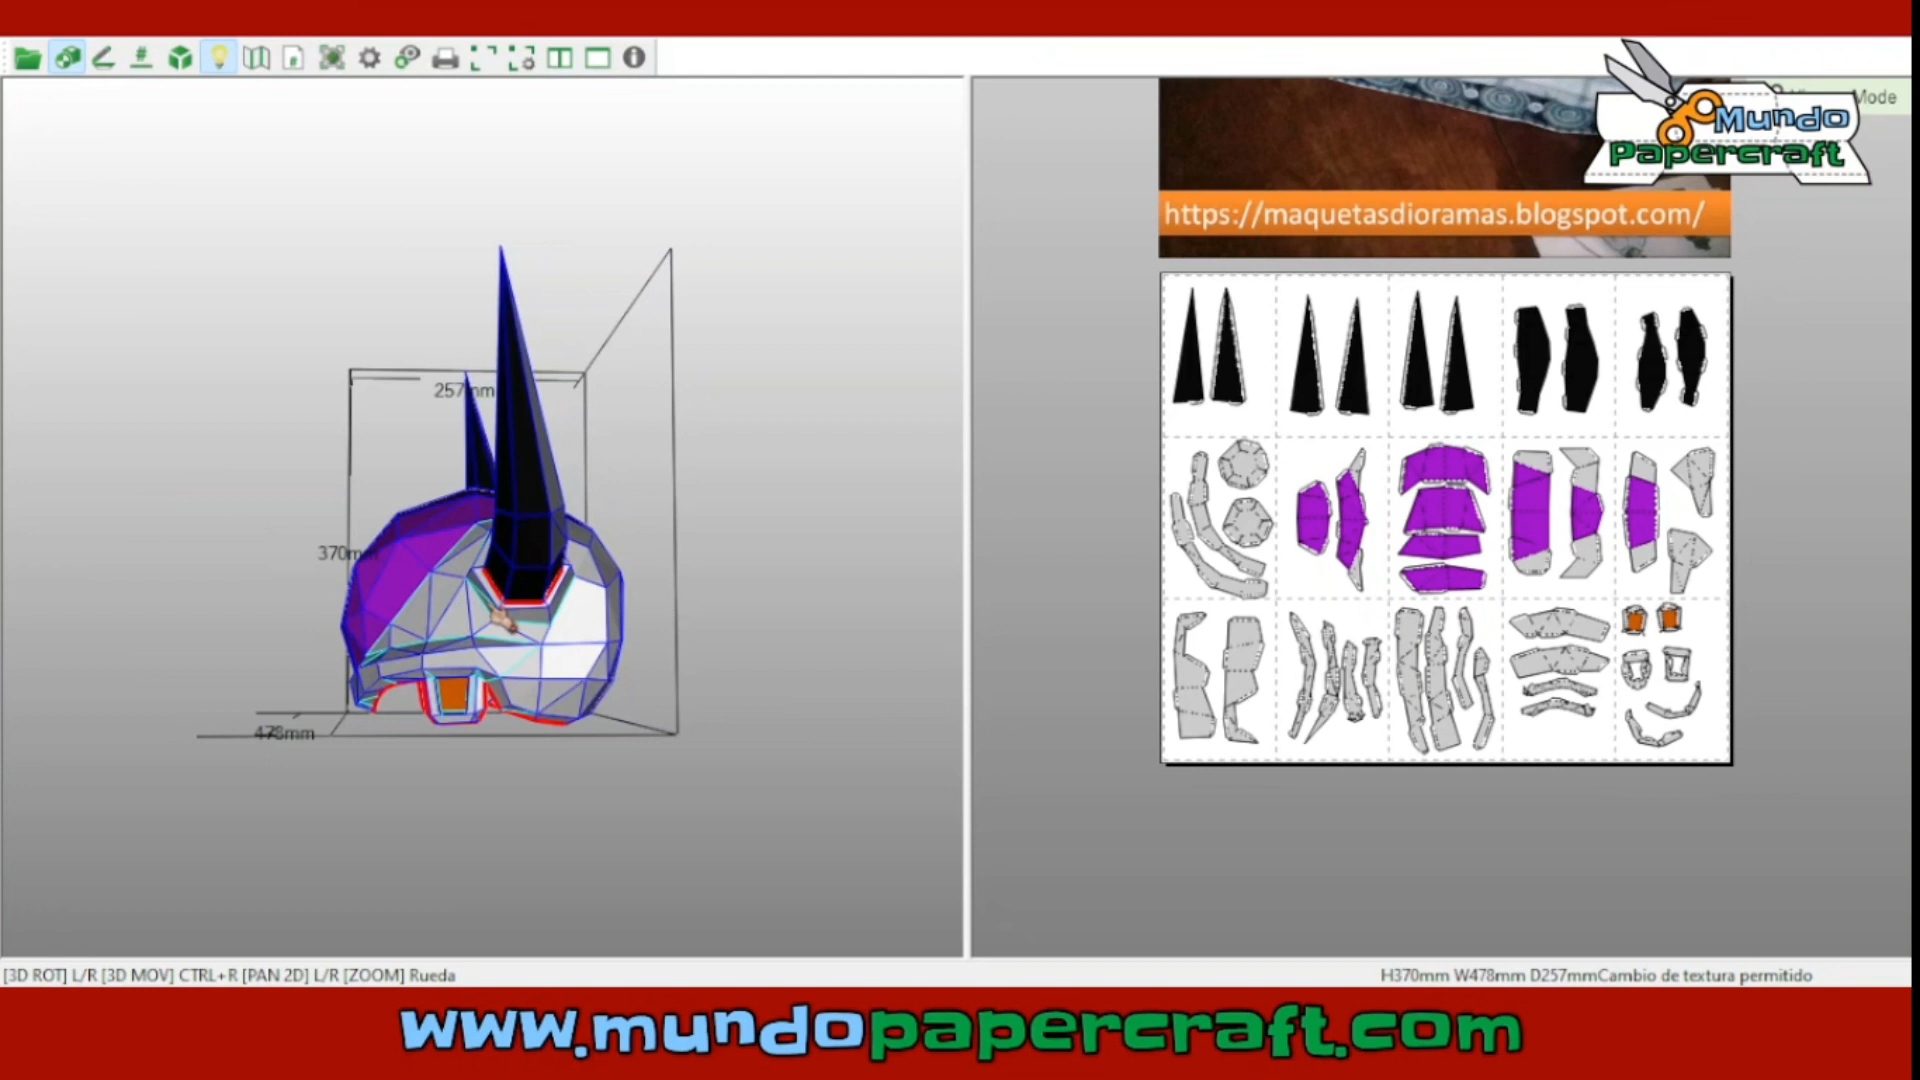 Mode
Mundo
Papercraft
https://maquetasdioramas.blogspot.com/
257mm
370mm
478mm
[3D ROT] L/R [3D MOV] CTRL+R [PAN 2D] L/R [ZOOM] Rueda
H370mm W478mm D257mmCambio de textura permitido
www.mundopapercraft.com